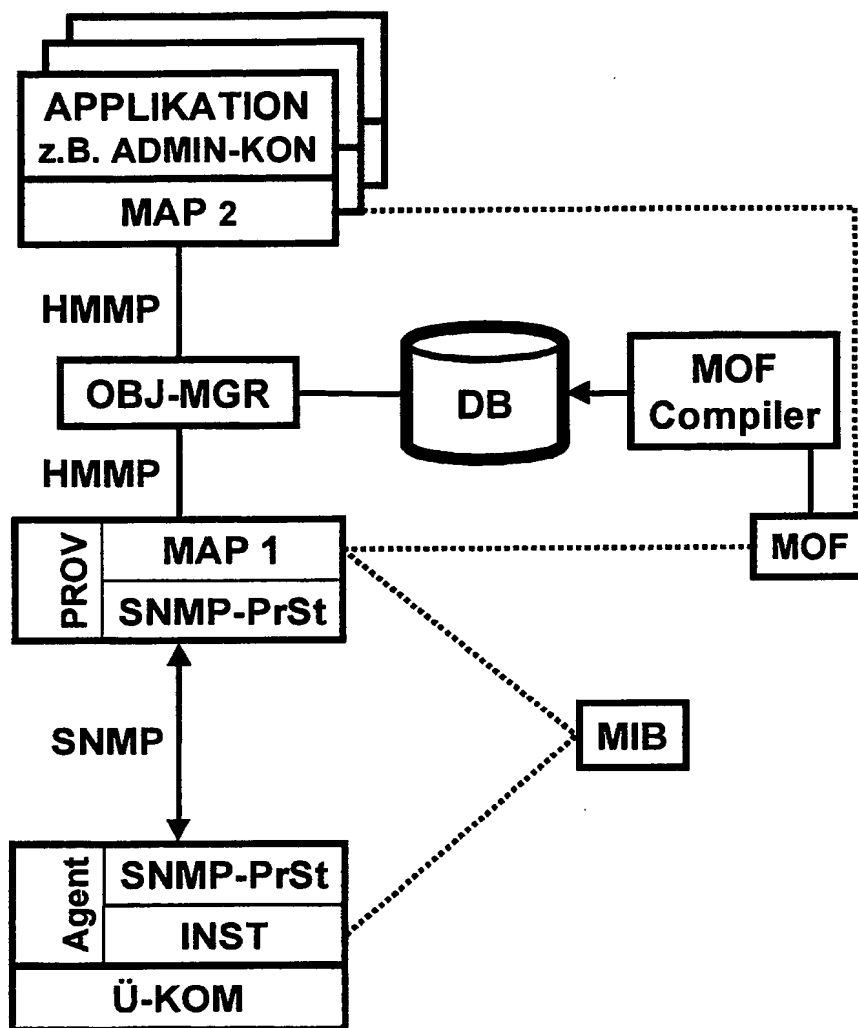 APPLIKATION
z.B. ADMIN-KON
MAP 2
HMMP
OBJ-MGR
DB
MOF
Compiler
HMMP
PROV
MAP 1
SNMP-PrSt
MOF
SNMP
MIB
Agent
SNMP-PrSt
INST
Ü-KOM